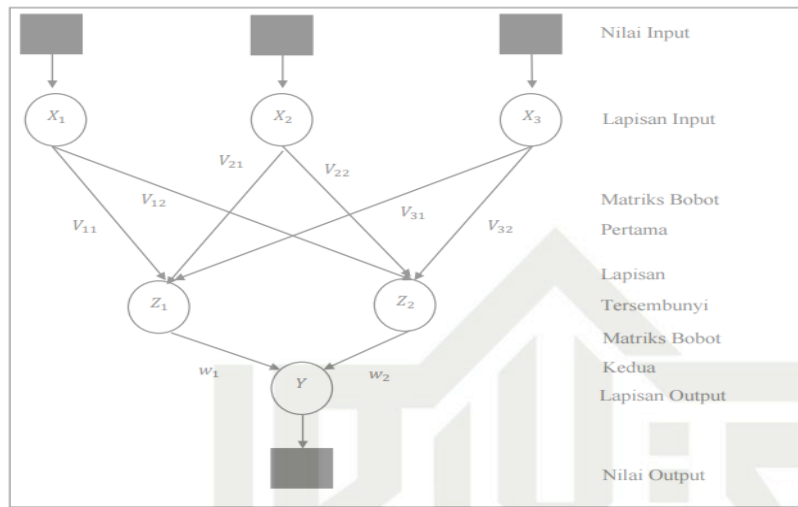 Nilai Input
X₁ X₂ X₃ Lapisan Input
V₂₁ V₂₂
V₁₂ V₃₁ Matriks Bobot
V₁₁ V₃₂ Pertama
Lapisan
Z₁ Z₂ Tersembunyi
Matriks Bobot
w₁ w₂ Kedua
Y Lapisan Output
Nilai Output